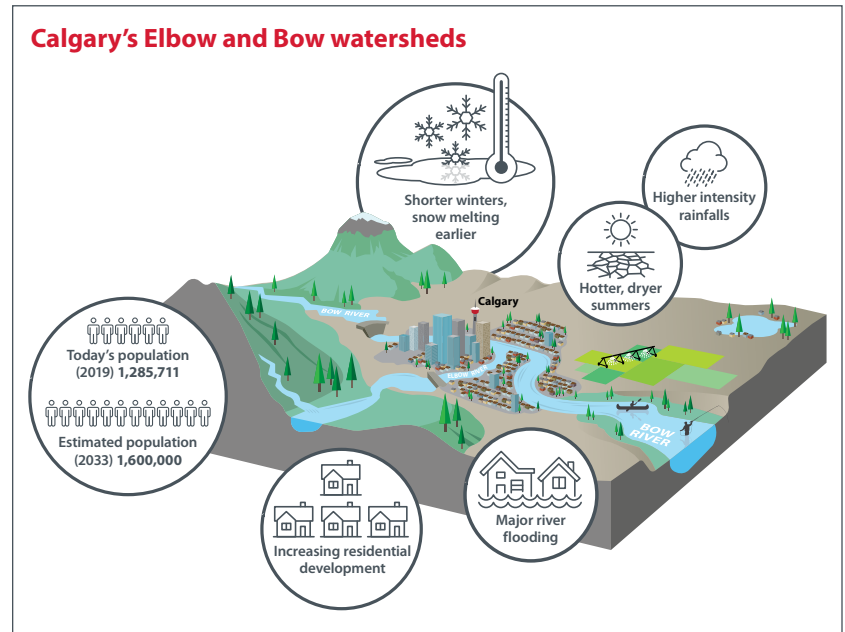 Calgary's Elbow and Bow watersheds
Shorter winters,
snow melting
earlier
Higher intensity
rainfalls
Hotter, dryer
summers
Calgary
BOW RIVER
ELBOW RIVER
BOW
RIVER
Today's population
(2019) 1,285,711
Estimated population
(2033) 1,600,000
Increasing residential
development
Major river
flooding